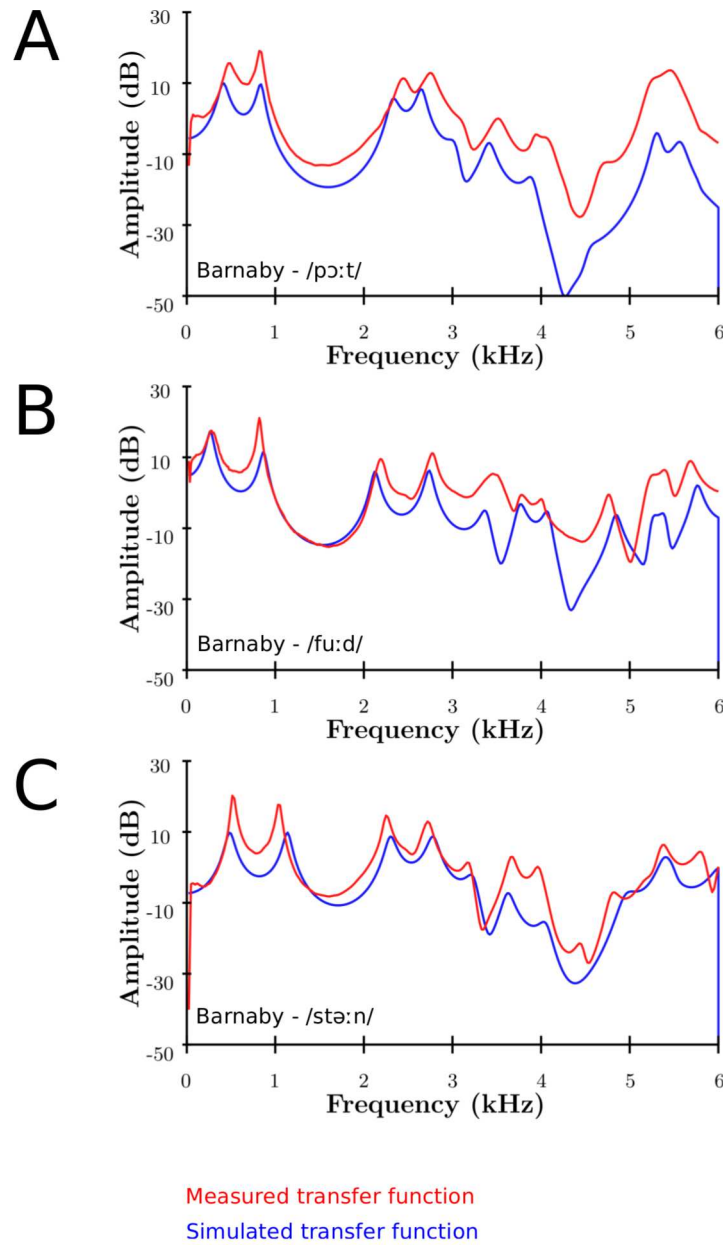 A
30
10
-10
-30
-50
Amplitude (dB)
Barnaby - /pɔːt/
0 1 2 3 4 5 6
Frequency (kHz)
B
30
10
-10
-30
-50
Amplitude (dB)
Barnaby - /fuːd/
0 1 2 3 4 5 6
Frequency (kHz)
C
30
10
-10
-30
-50
Amplitude (dB)
Barnaby - /stəːn/
0 1 2 3 4 5 6
Frequency (kHz)
Measured transfer function
Simulated transfer function